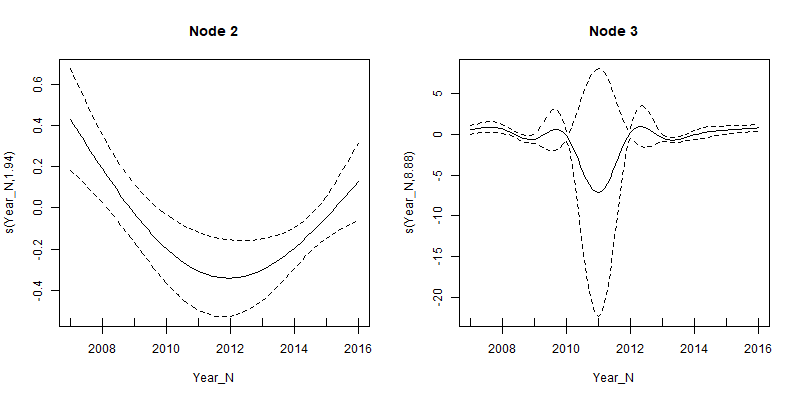 Node 2
s(Year_N,1.94)
0.6
0.4
0.2
0.0
-0.2
-0.4
2008 2010 2012 2014 2016
Year_N
Node 3
s(Year_N,8.88)
5
0
-5
-10
-15
-20
2008 2010 2012 2014 2016
Year_N